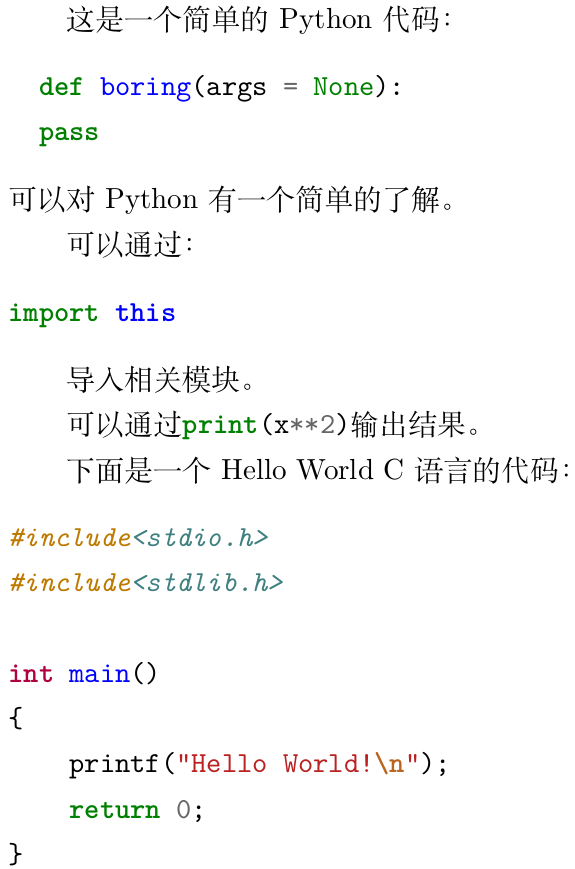 这是一个简单的 Python 代码：
def boring(args = None):
pass
可以对 Python 有一个简单的了解。
可以通过：
import this
导入相关模块。
可以通过print(x**2)输出结果。
下面是一个 Hello World C 语言的代码：
#include<stdio.h>
#include<stdlib.h>
int main()
{
    printf("Hello World!\n");
    return 0;
}